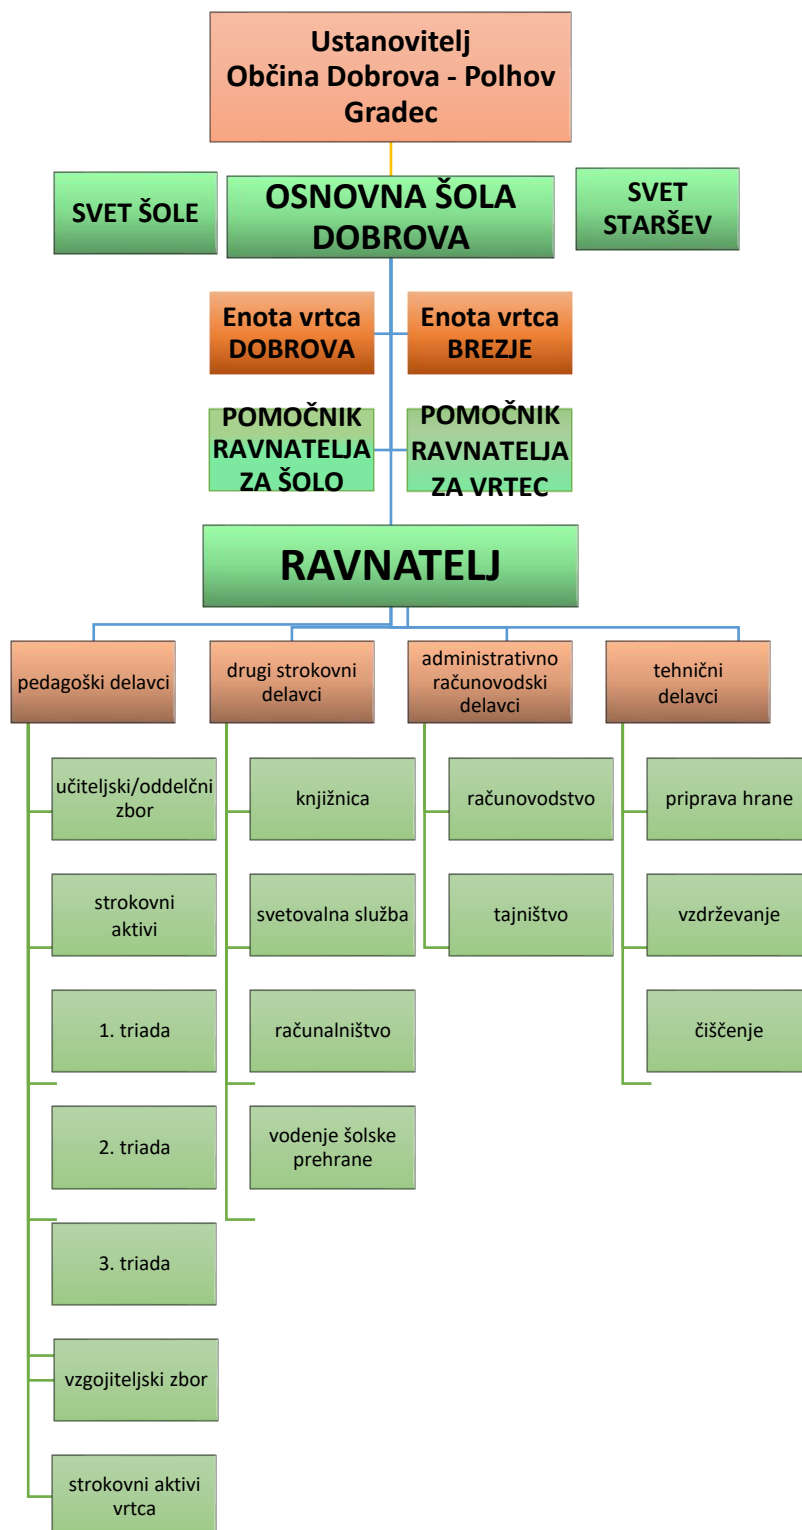 Ustanovitelj
Občina Dobrova - Polhov
Gradec
SVET ŠOLE
OSNOVNA ŠOLA
DOBROVA
SVET
STARŠEV
Enota vrtca
DOBROVA
Enota vrtca
BREZJE
POMOČNIK
RAVNATELJA
ZA ŠOLO
POMOČNIK
RAVNATELJA
ZA VRTEC
RAVNATELJ
pedagoški delavci
drugi strokovni
delavci
administrativno
računovodski
delavci
tehnični
delavci
učiteljski/oddelčni
zbor
strokovni
aktivi
1. triada
2. triada
3. triada
vzgojiteljski zbor
strokovni aktivi
vrtca
knjižnica
svetovalna služba
računalništvo
vodenje šolske
prehrane
računovodstvo
tajništvo
priprava hrane
vzdrževanje
čiščenje